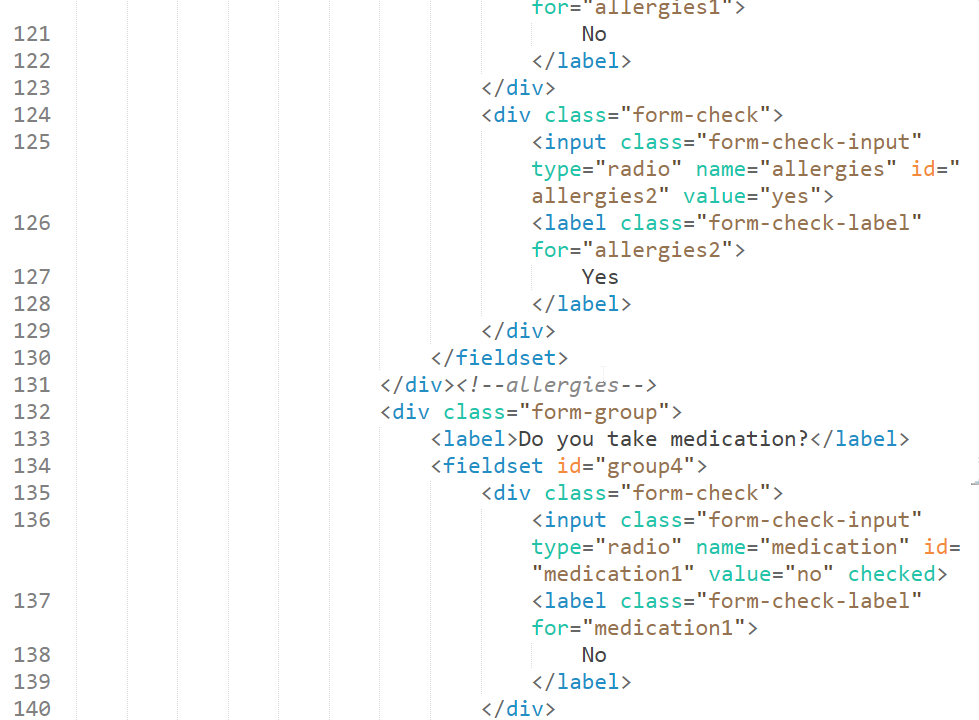 for="allergies1">
121 No
122 </label>
123 </div>
124 <div class="form-check">
125 <input class="form-check-input"
type="radio" name="allergies" id="
allergies2" value="yes">
126 <label class="form-check-label"
for="allergies2">
127 Yes
128 </label>
129 </div>
130 </fieldset>
131 </div><!--allergies-->
132 <div class="form-group">
133 <label>Do you take medication?</label>
134 <fieldset id="group4">
135 <div class="form-check">
136 <input class="form-check-input"
type="radio" name="medication" id=
"medication1" value="no" checked>
137 <label class="form-check-label"
for="medication1">
138 No
139 </label>
140 </div>